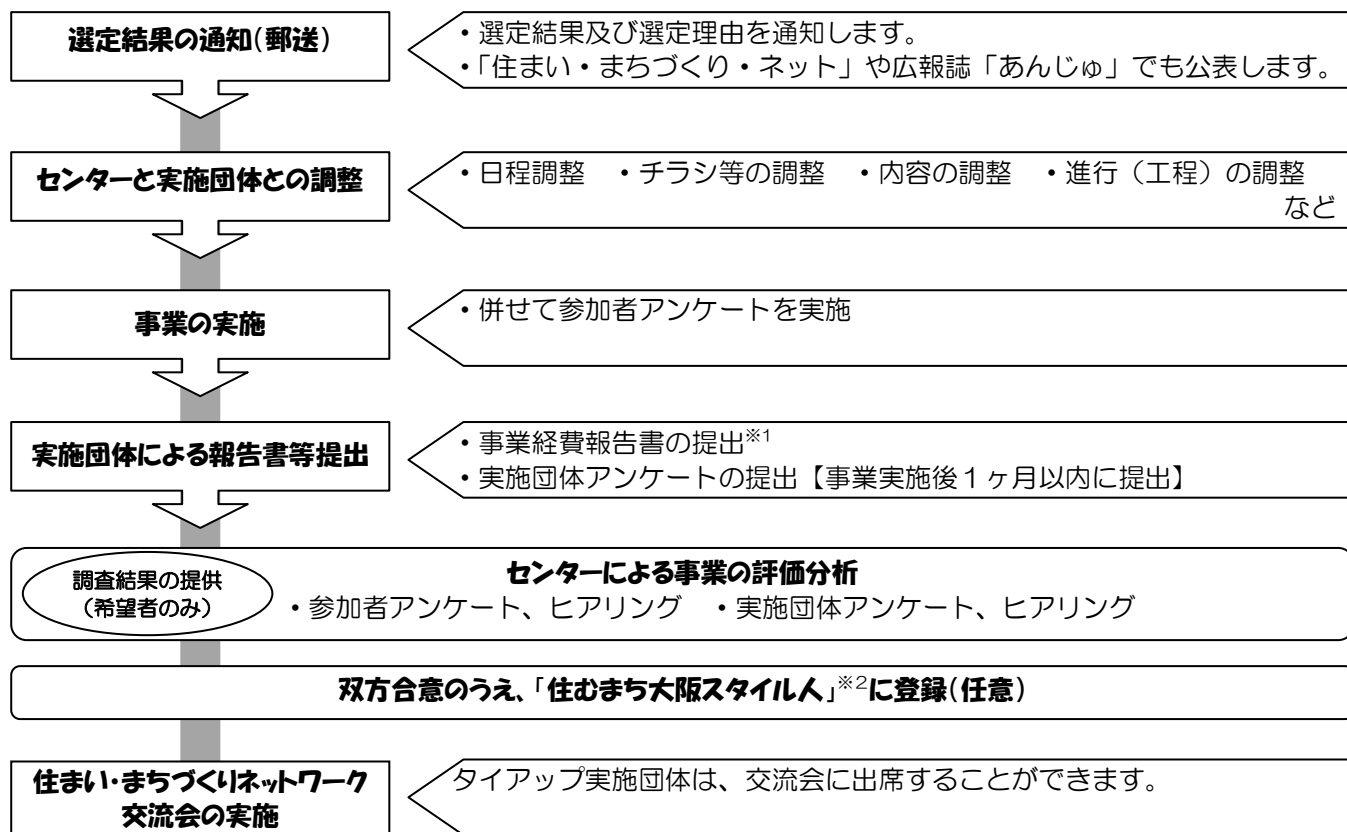 選定結果の通知(郵送)
・選定結果及び選定理由を通知します。
・「住まい・まちづくり・ネット」や広報誌「あんじゅ」でも公表します。
センターと実施団体との調整
・日程調整　・チラシ等の調整　・内容の調整　・進行（工程）の調整
など
事業の実施
・併せて参加者アンケートを実施
実施団体による報告書等提出
・事業経費報告書の提出※1
・実施団体アンケートの提出【事業実施後１ヶ月以内に提出】
調査結果の提供
（希望者のみ）
センターによる事業の評価分析
・参加者アンケート、ヒアリング　・実施団体アンケート、ヒアリング
双方合意のうえ、「住むまち大阪スタイル人」※2に登録(任意)
住まい・まちづくりネットワーク
交流会の実施
タイアップ実施団体は、交流会に出席することができます。